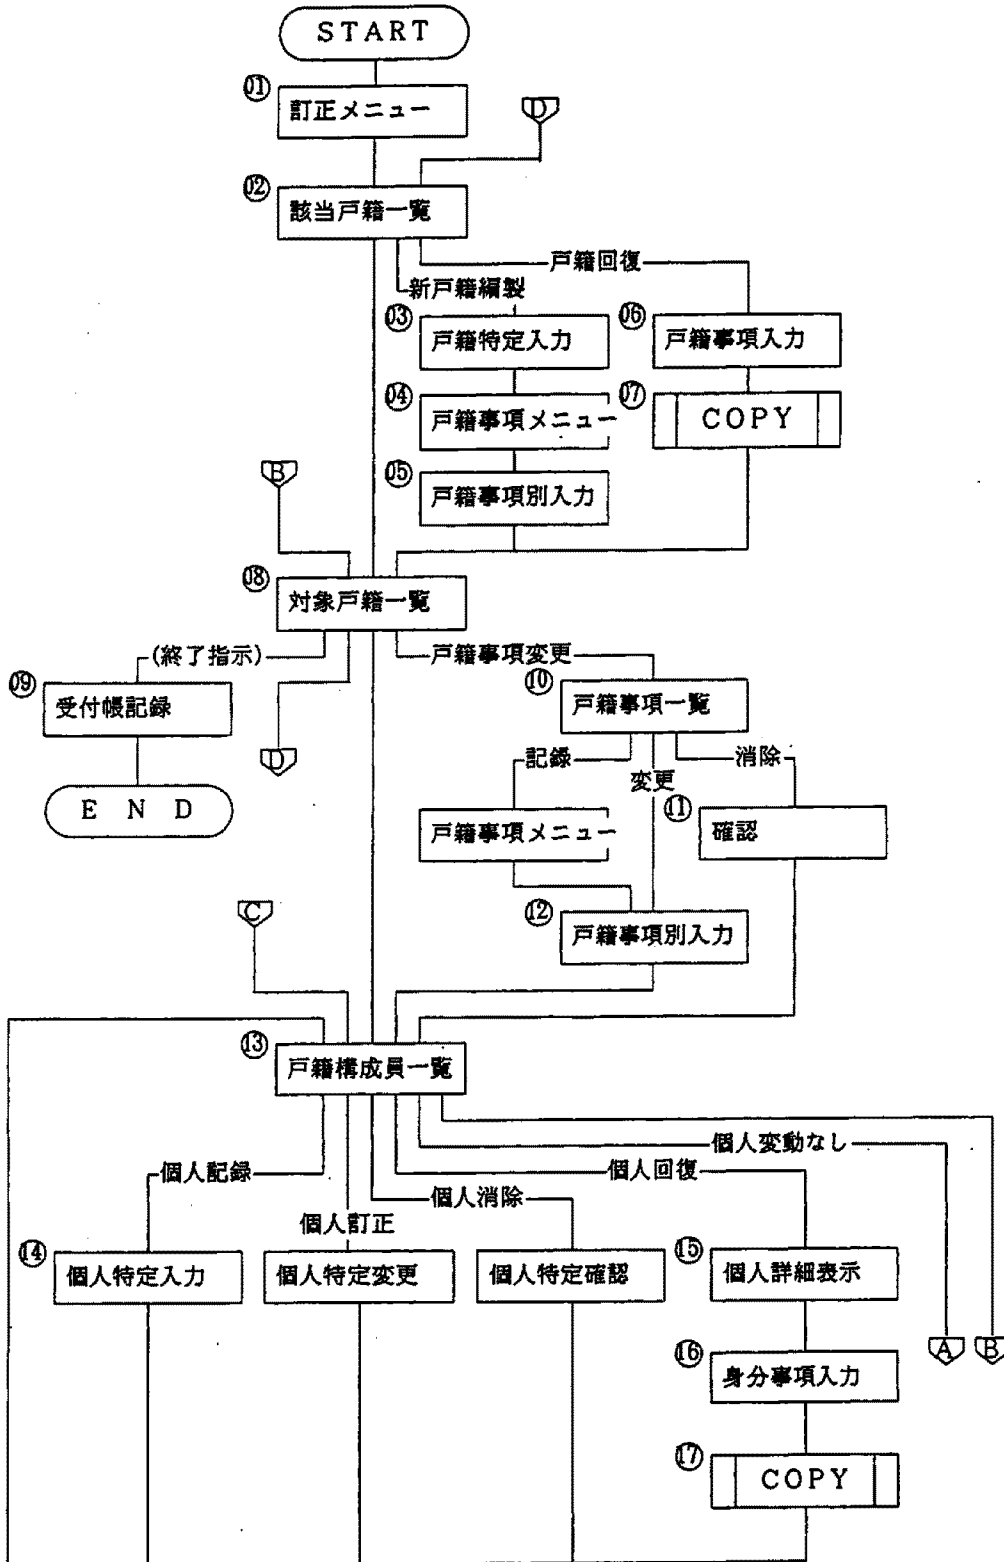 START
01
訂正メニュー
D
02
該当戸籍一覧
戸籍回復
新戸籍編製
03
戸籍特定入力
06
戸籍事項入力
04
戸籍事項メニュー
07
COPY
B
05
戸籍事項別入力
08
対象戸籍一覧
(終了指示)
戸籍事項変更
09
受付帳記録
10
戸籍事項一覧
D
記録
変更
消除
END
戸籍事項メニュー
11
確認
C
12
戸籍事項別入力
13
戸籍構成員一覧
個人変動なし
個人記録
個人回復
個人消除
個人訂正
14
個人特定入力
個人特定変更
個人特定確認
15
個人詳細表示
A
B
16
身分事項入力
17
COPY